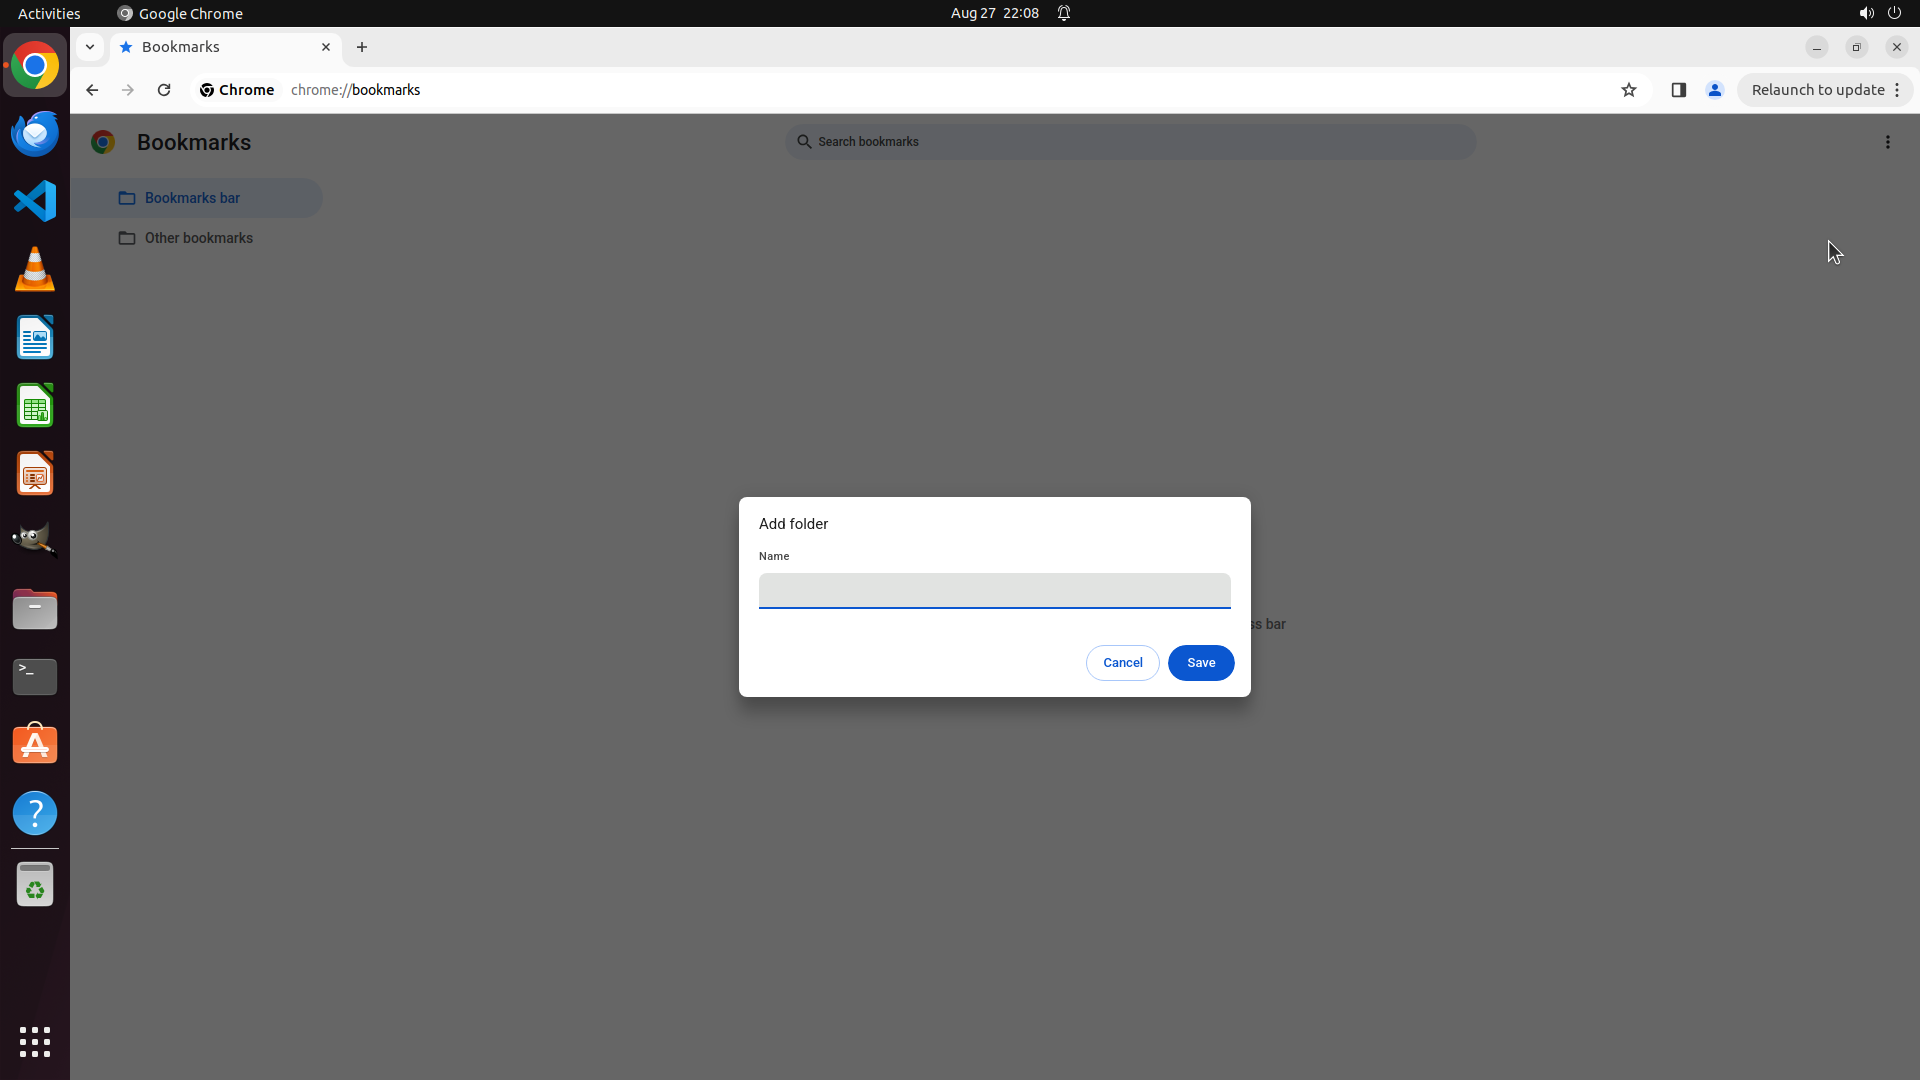 Activities
Google Chrome
Aug 27 22:08
Bookmarks
Chrome
chrome://bookmarks
Relaunch to update
Bookmarks
Search bookmarks
Bookmarks bar
Other bookmarks
Add folder
Name
ss bar
Cancel
Save